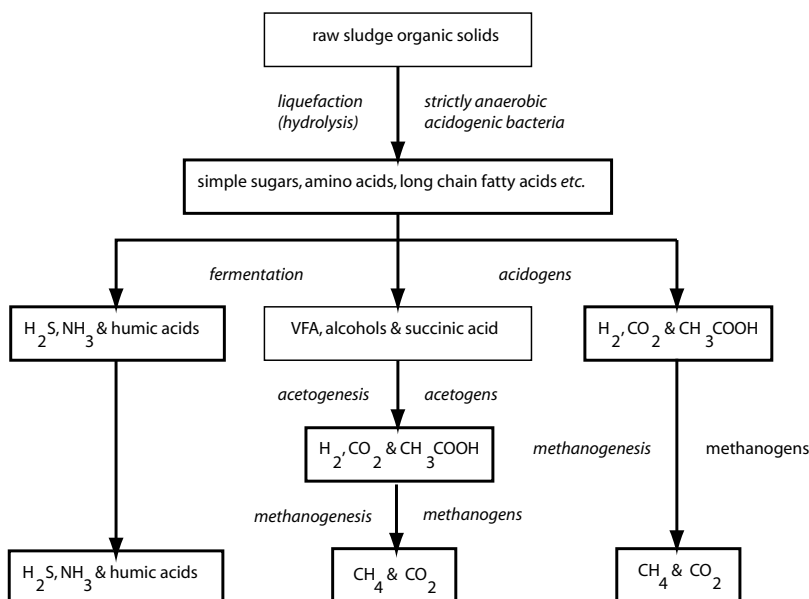 raw sludge organic solids
liquefaction
(hydrolysis)
strictly anaerobic
acidogenic bacteria
simple sugars, amino acids, long chain fatty acids etc.
fermentation
acidogens
H2S, NH3 & humic acids
VFA, alcohols & succinic acid
H2, CO2 & CH3COOH
acetogenesis
acetogens
H2, CO2 & CH3COOH
methanogenesis
methanogens
methanogenesis
methanogens
H2S, NH3 & humic acids
CH4 & CO2
CH4 & CO2